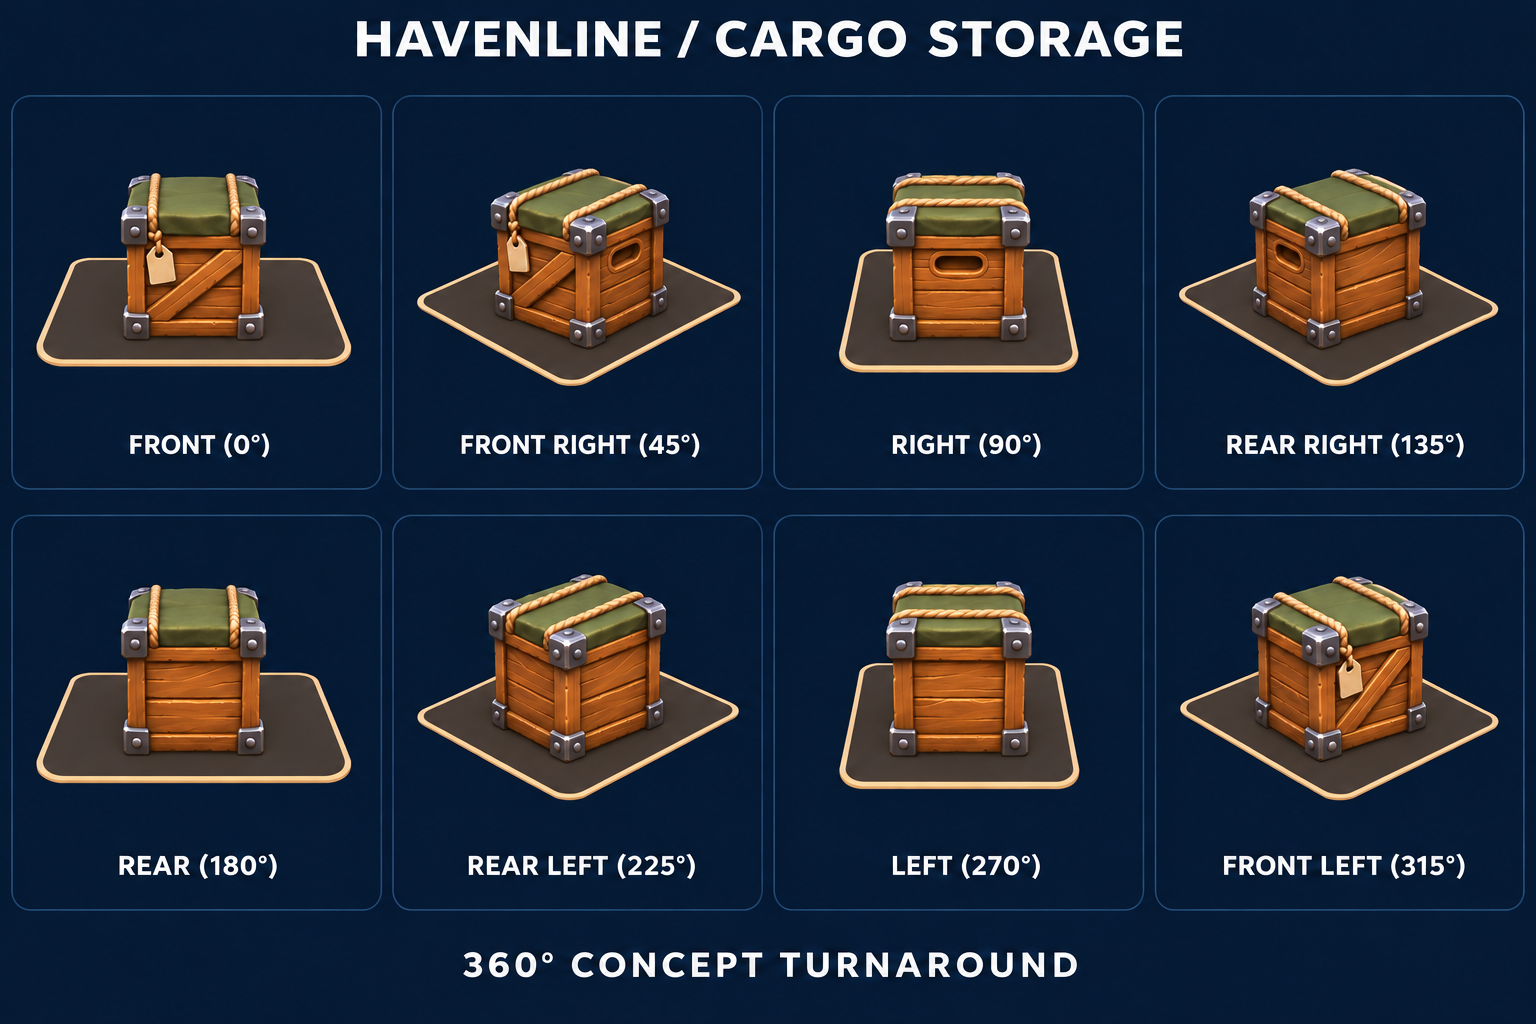 HAVENLINE / CARGO STORAGE
FRONT (0°)
FRONT RIGHT (45°)
RIGHT (90°)
REAR RIGHT (135°)
REAR (180°)
REAR LEFT (225°)
LEFT (270°)
FRONT LEFT (315°)
360° CONCEPT TURNAROUND